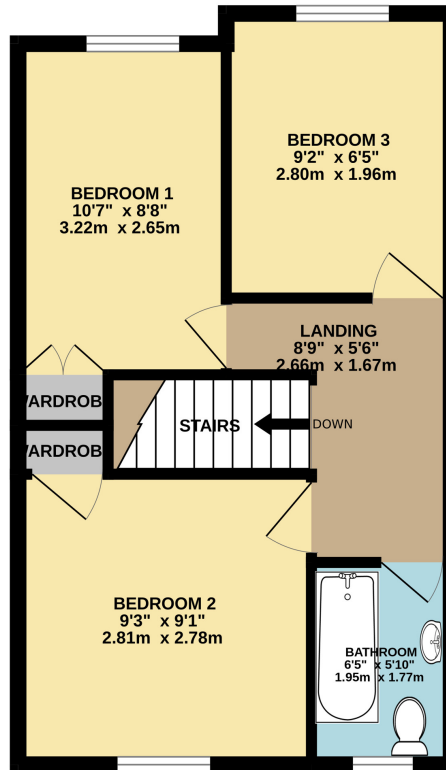 BEDROOM 3
9'2" x 6'5"
2.80m x 1.96m
BEDROOM 1
10'7" x 8'8"
3.22m x 2.65m
LANDING
8'9" x 5'6"
2.66m x 1.67m
WARDROB
STAIRS
DOWN
WARDROB
BEDROOM 2
9'3" x 9'1"
2.81m x 2.78m
BATHROOM
6'5" x 5'10"
1.95m x 1.77m